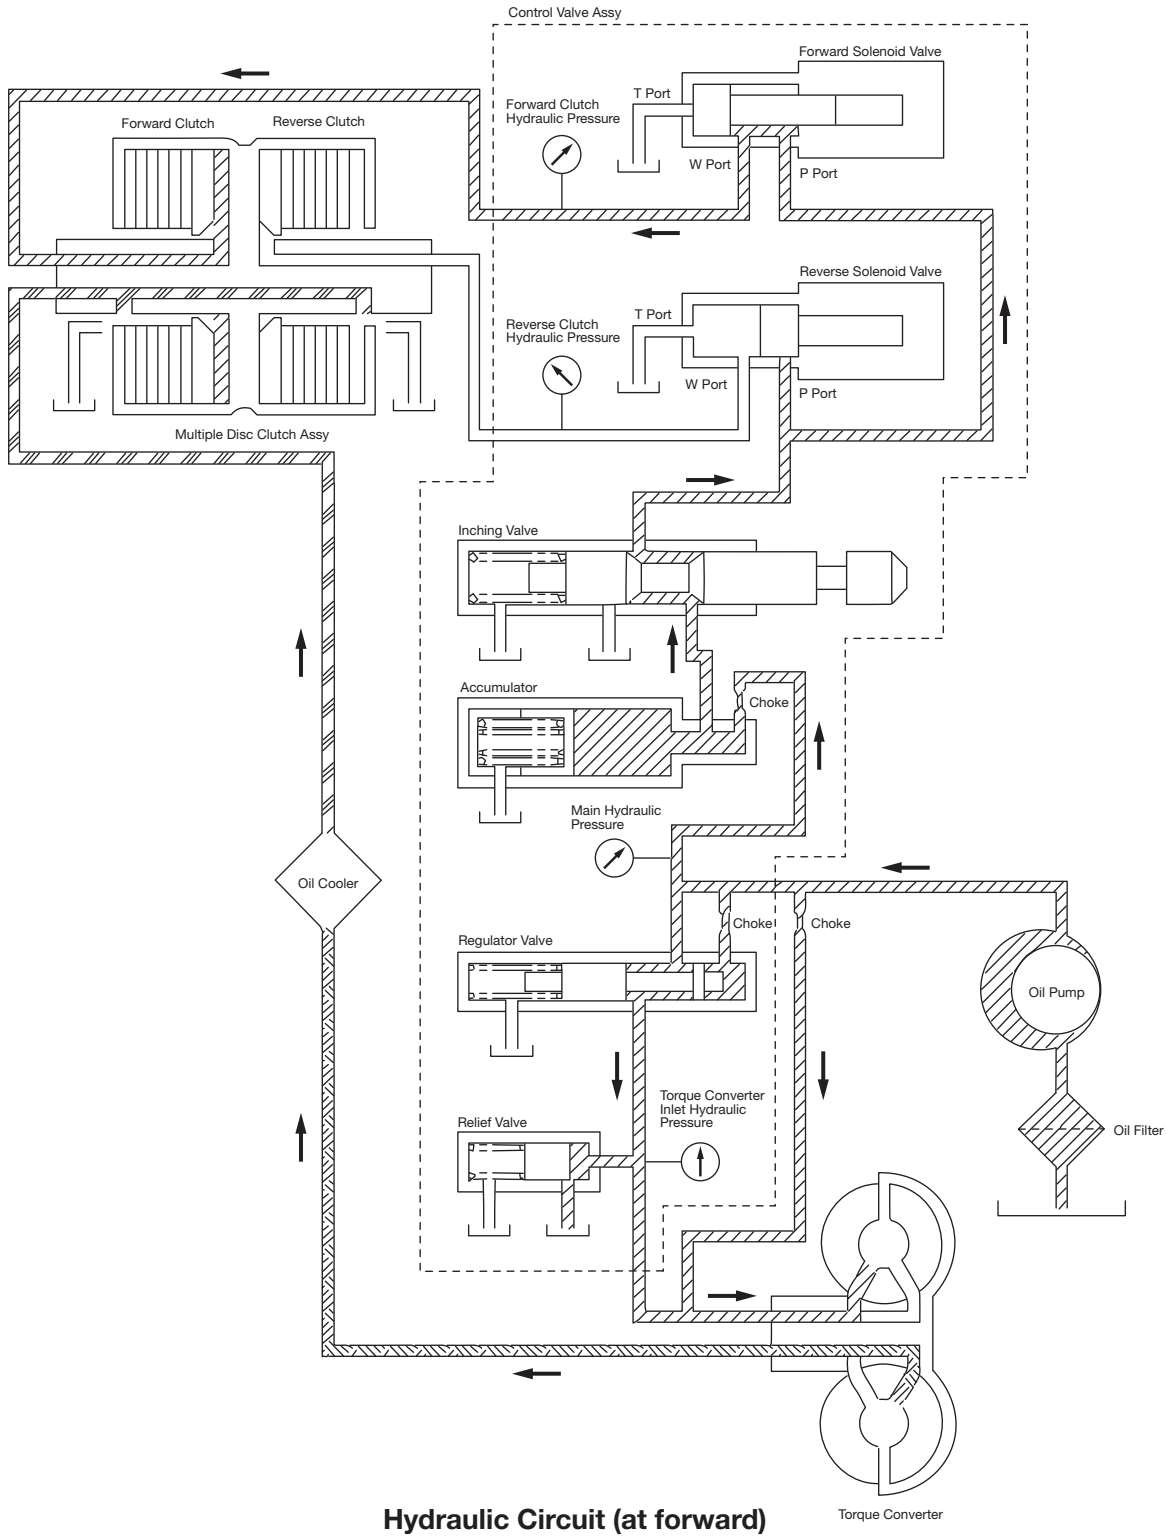 Control Valve Assy
Forward Solenoid Valve
T Port
Forward Clutch
Hydraulic Pressure
Forward Clutch
Reverse Clutch
W Port
P Port
Reverse Solenoid Valve
T Port
Reverse Clutch
Hydraulic Pressure
W Port
P Port
Multiple Disc Clutch Assy
Inching Valve
Accumulator
Choke
Main Hydraulic
Pressure
Oil Cooler
Choke
Choke
Regulator Valve
Oil Pump
Torque Converter
Inlet Hydraulic
Pressure
Relief Valve
Oil Filter
Torque Converter
Hydraulic Circuit (at forward)